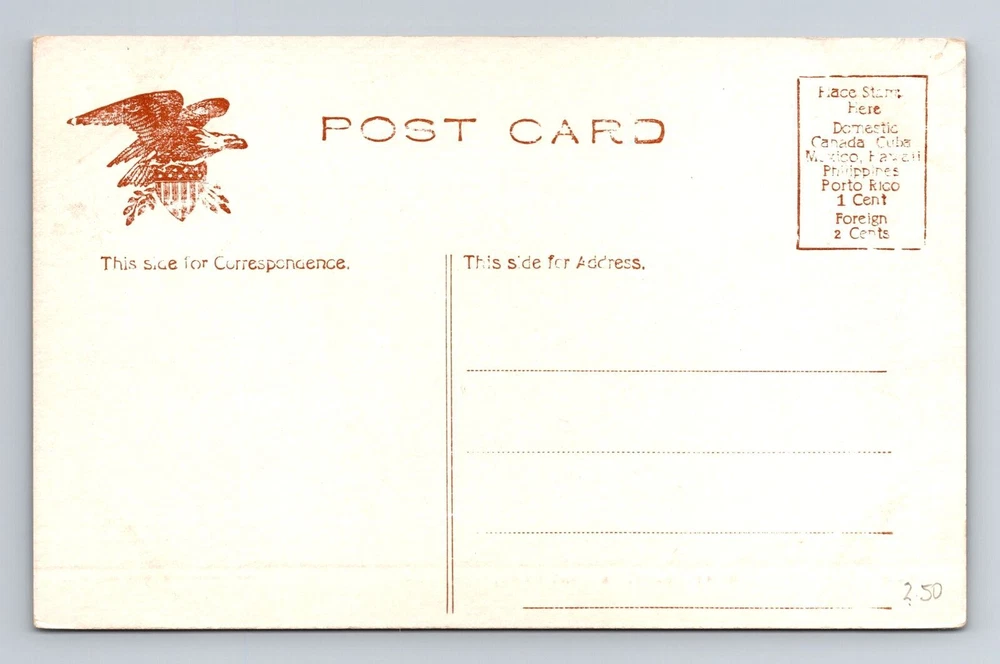 POST CARD
Place Stamp
Here
Domestic
Canada, Cuba
Mexico, Hawaii
Philippines
Porto Rico
1 Cent
Foreign
2 Cents
This side for Correspondence.
This side for Address.
2.50